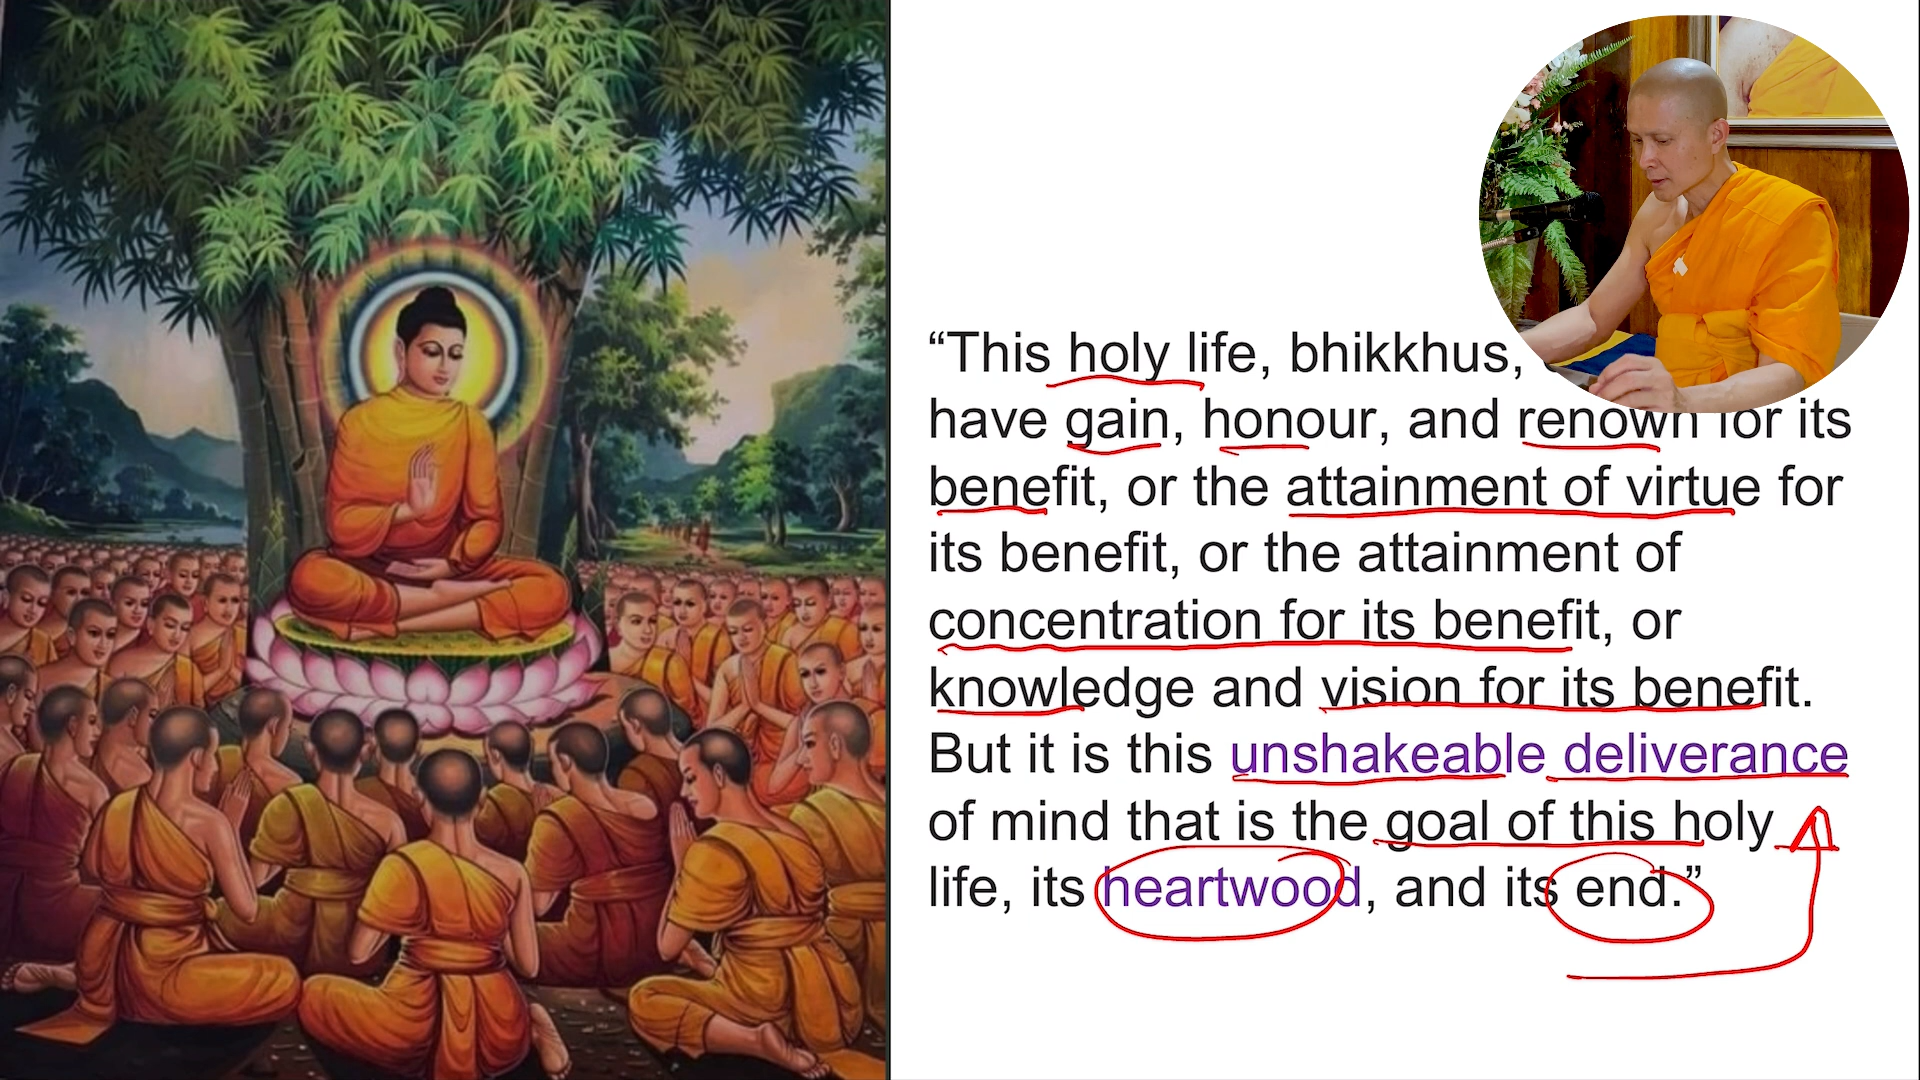 “This holy life, bhikkhus,
have gain, honour, and renown for its
benefit, or the attainment of virtue for
its benefit, or the attainment of
concentration for its benefit, or
knowledge and vision for its benefit.
But it is this unshakeable deliverance
of mind that is the goal of this holy
life, its heartwood, and its end.”